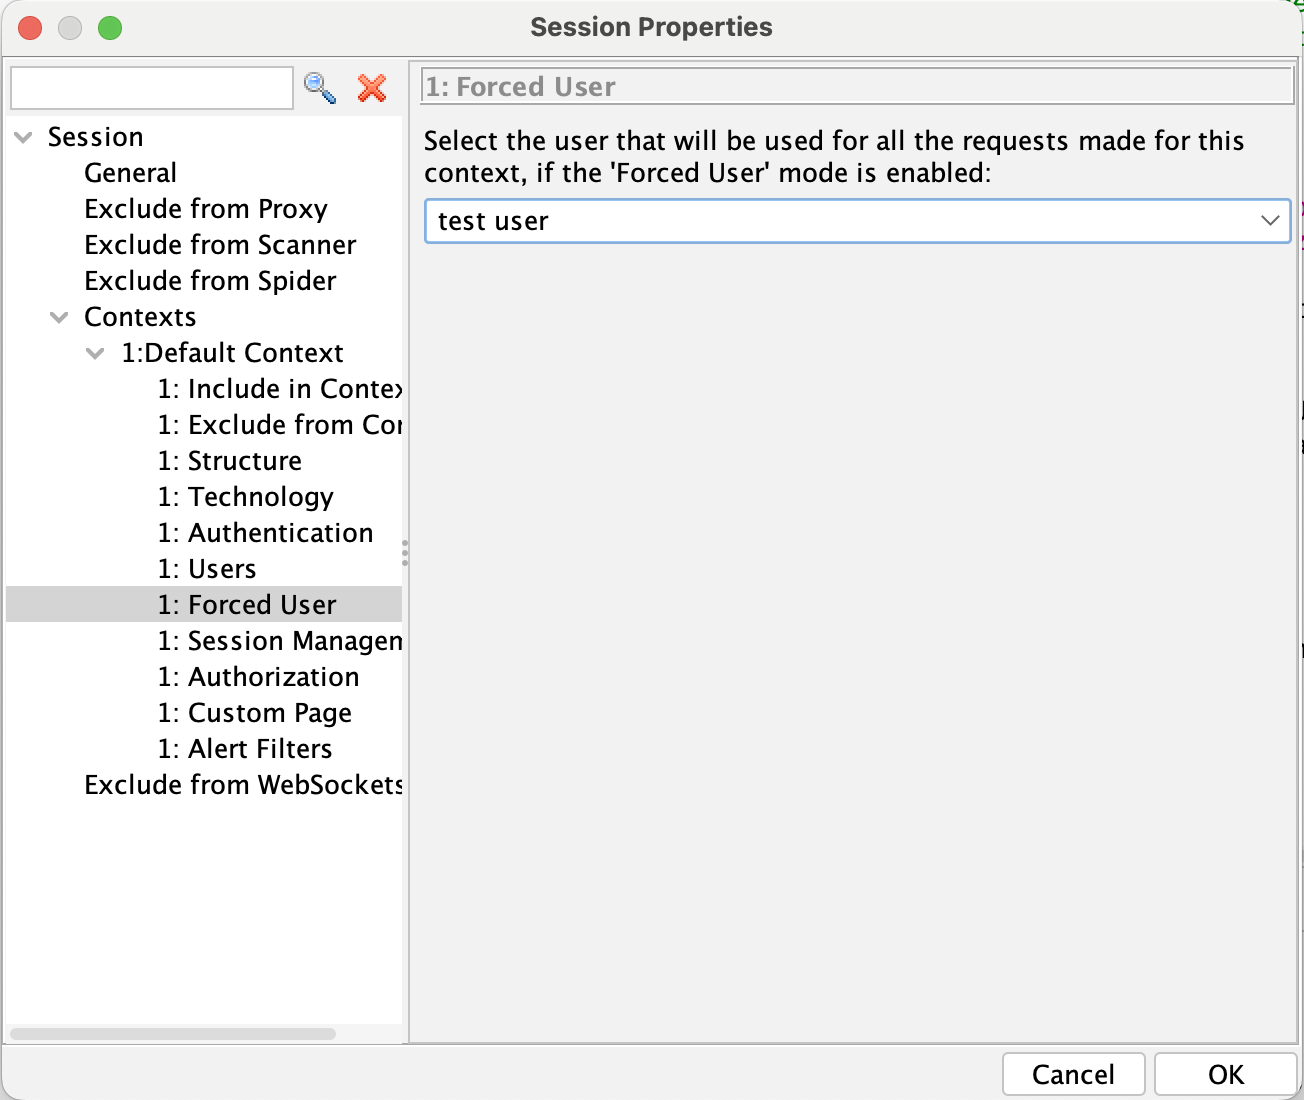 Session Properties
1: Forced User
Select the user that will be used for all the requests made for this
context, if the 'Forced User' mode is enabled:
test user
Session
General
Exclude from Proxy
Exclude from Scanner
Exclude from Spider
Contexts
1:Default Context
1: Include in Contex
1: Exclude from Cor
1: Structure
1: Technology
1: Authentication
1: Users
1: Forced User
1: Session Managem
1: Authorization
1: Custom Page
1: Alert Filters
Exclude from WebSockets
Cancel
OK